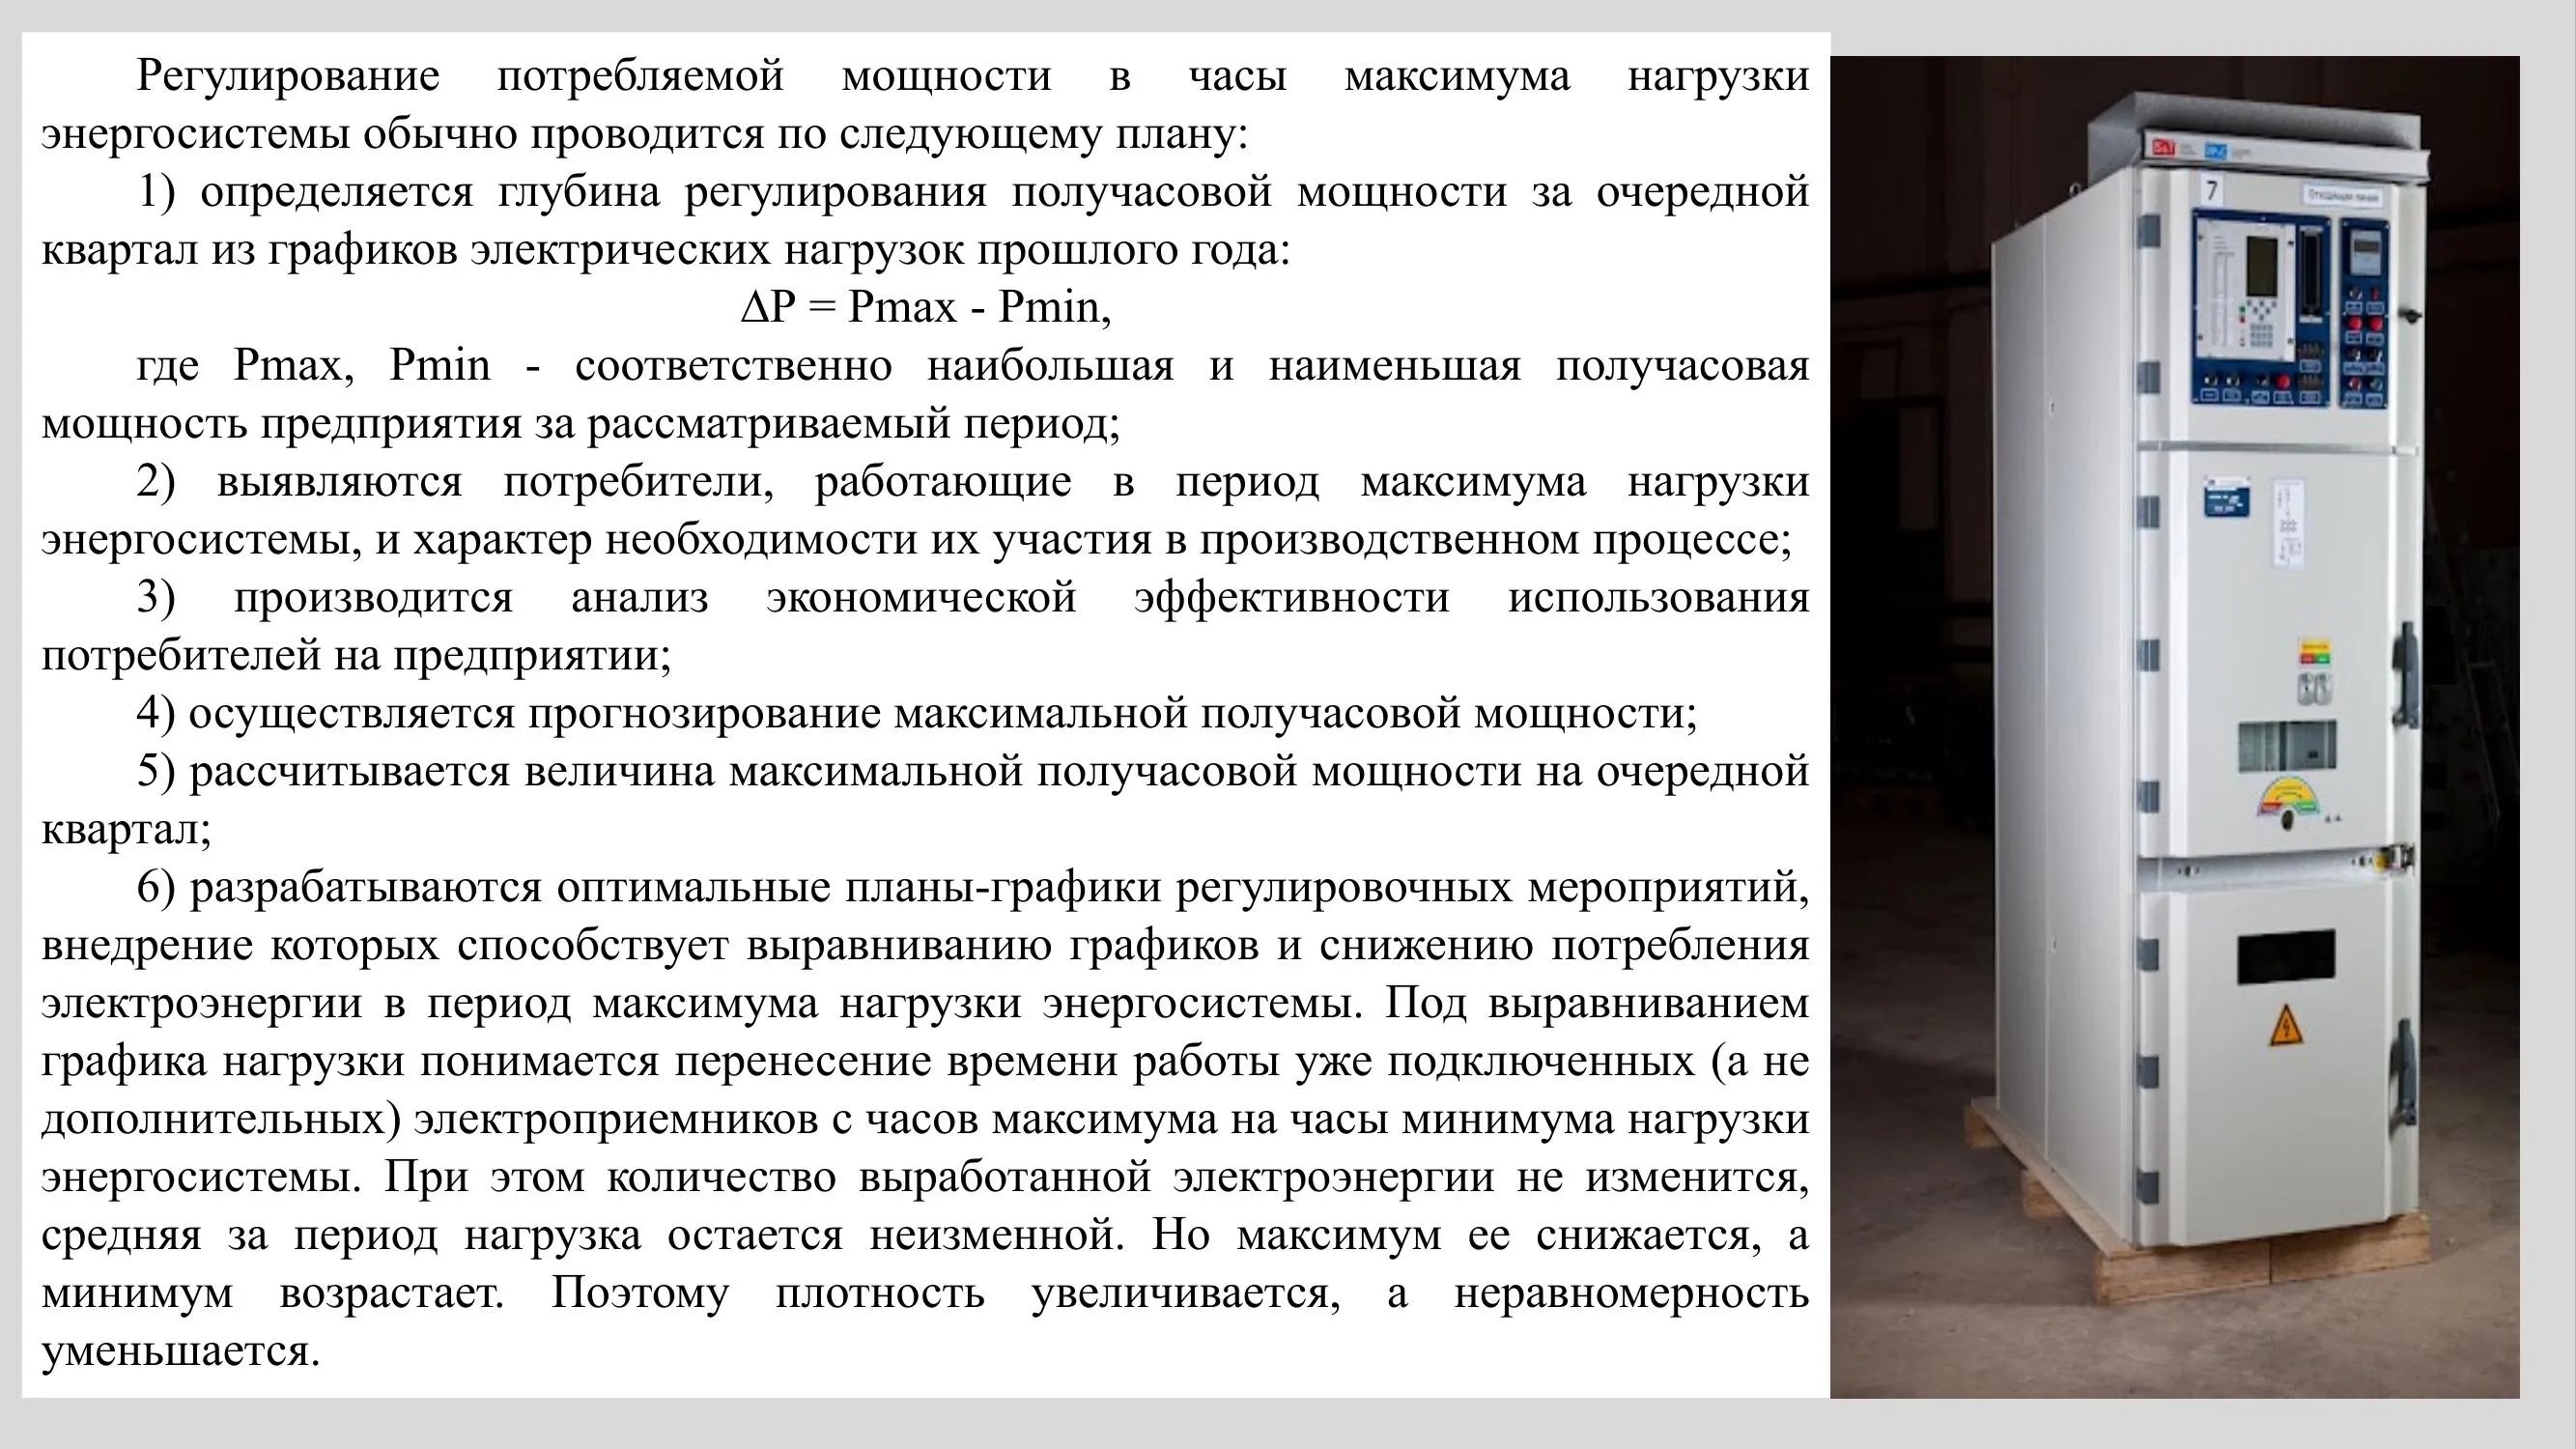 Регулирование потребляемой мощности в часы максимума нагрузки
энергосистемы обычно проводится по следующему плану:
1) определяется глубина регулирования получасовой мощности за очередной
квартал из графиков электрических нагрузок прошлого года:
ΔP = Pmax - Pmin,
где Pmax, Pmin - соответственно наибольшая и наименьшая получасовая
мощность предприятия за рассматриваемый период;
2) выявляются потребители, работающие в период максимума нагрузки
энергосистемы, и характер необходимости их участия в производственном процессе;
3) производится анализ экономической эффективности использования
потребителей на предприятии;
4) осуществляется прогнозирование максимальной получасовой мощности;
5) рассчитывается величина максимальной получасовой мощности на очередной
квартал;
6) разрабатываются оптимальные планы-графики регулировочных мероприятий,
внедрение которых способствует выравниванию графиков и снижению потребления
электроэнергии в период максимума нагрузки энергосистемы. Под выравниванием
графика нагрузки понимается перенесение времени работы уже подключенных (а не
дополнительных) электроприемников с часов максимума на часы минимума нагрузки
энергосистемы. При этом количество выработанной электроэнергии не изменится,
средняя за период нагрузка остается неизменной. Но максимум ее снижается, а
минимум возрастает. Поэтому плотность увеличивается, а неравномерность
уменьшается.
7
Отходящая линия